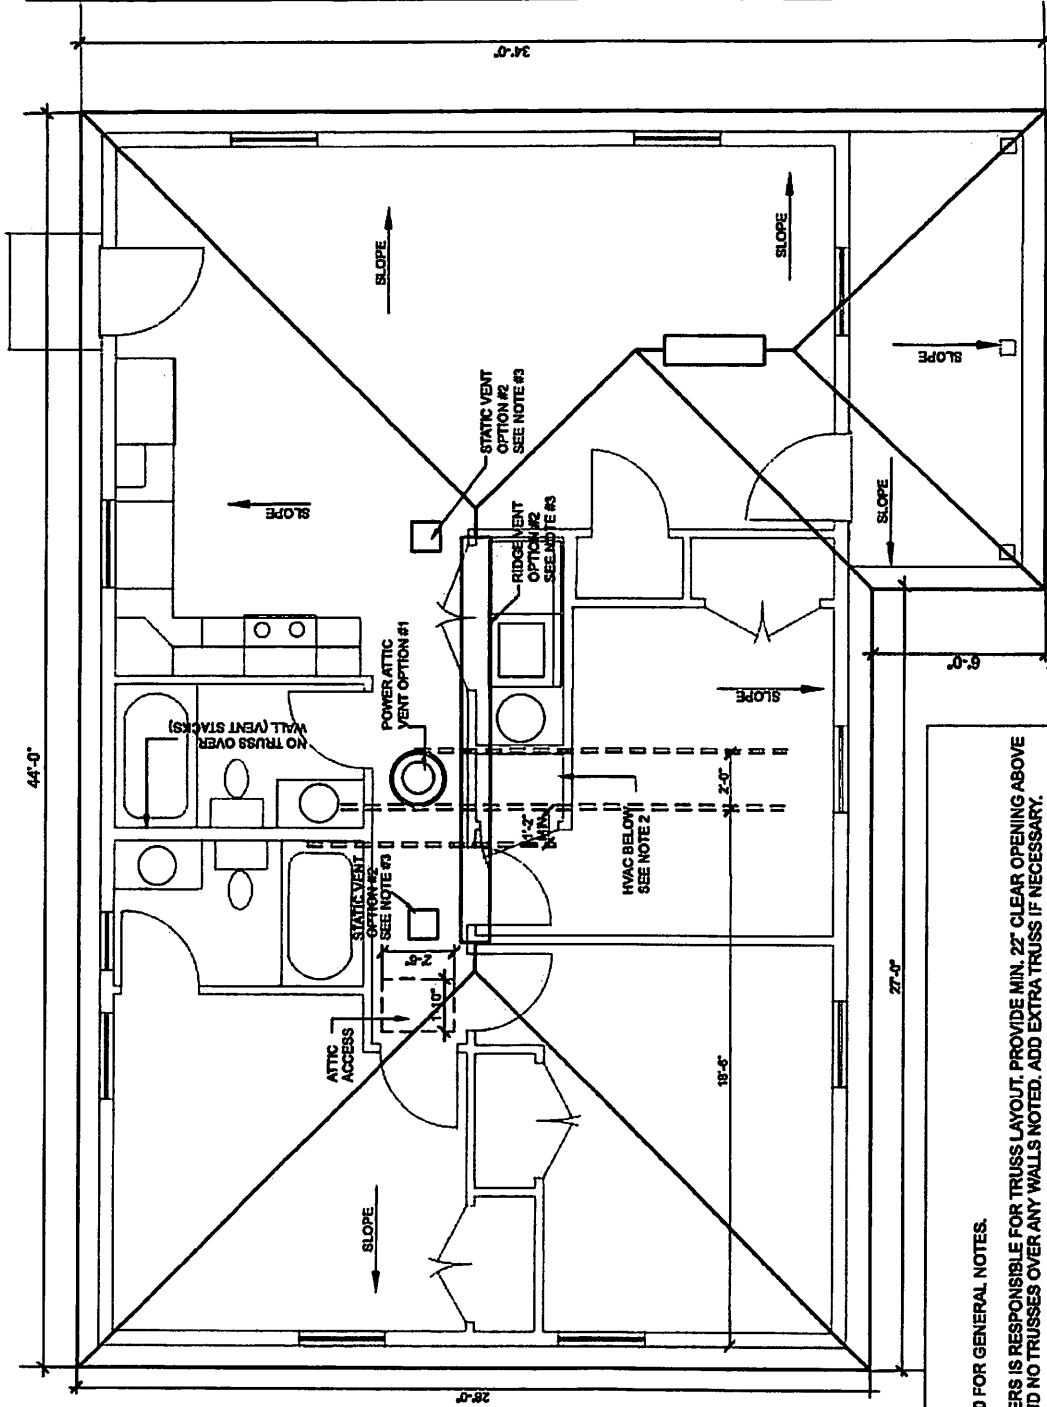 44'-0"
34'-0"
SLOPE
SLOPE
SLOPE
SLOPE
STATIC VENT
OPTION #2
SEE NOTE #3
SLOPE
RIDGE VENT
OPTION #2
SEE NOTE #3
POWER ATTIC
VENT OPTION #1
NO TRUSS OVER
WALL (VENT STACKS)
SLOPE
6'-0"
2'-0"
1'-2"
MIN.
HVAC BELOW
SEE NOTE 2
STATIC VENT
OPTION #2
SEE NOTE #3
1'-10"
ATTIC
ACCESS
18'-6"
27'-0"
SLOPE
28'-0"
FOR GENERAL NOTES.
ERS IS RESPONSIBLE FOR TRUSS LAYOUT. PROVIDE MIN. 22" CLEAR OPENING ABOVE
NO TRUSSES OVER ANY WALLS NOTED. ADD EXTRA TRUSS IF NECESSARY.